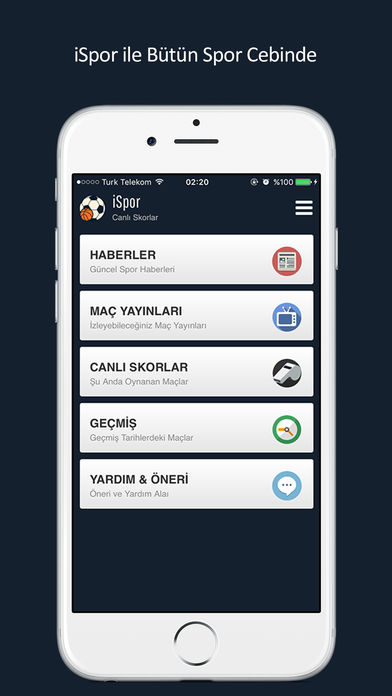 iSpor ile Bütün Spor Cebinde
Turk Telekom 02:20 %100
iSpor
Canlı Skorlar
HABERLER
Güncel Spor Haberleri
MAÇ YAYINLARI
İzleyebileceğiniz Maç Yayınları
CANLI SKORLAR
Şu Anda Oynanan Maçlar
GEÇMİŞ
Geçmiş Tarihlerdeki Maçlar
YARDIM & ÖNERİ
Öneri ve Yardım Alaı